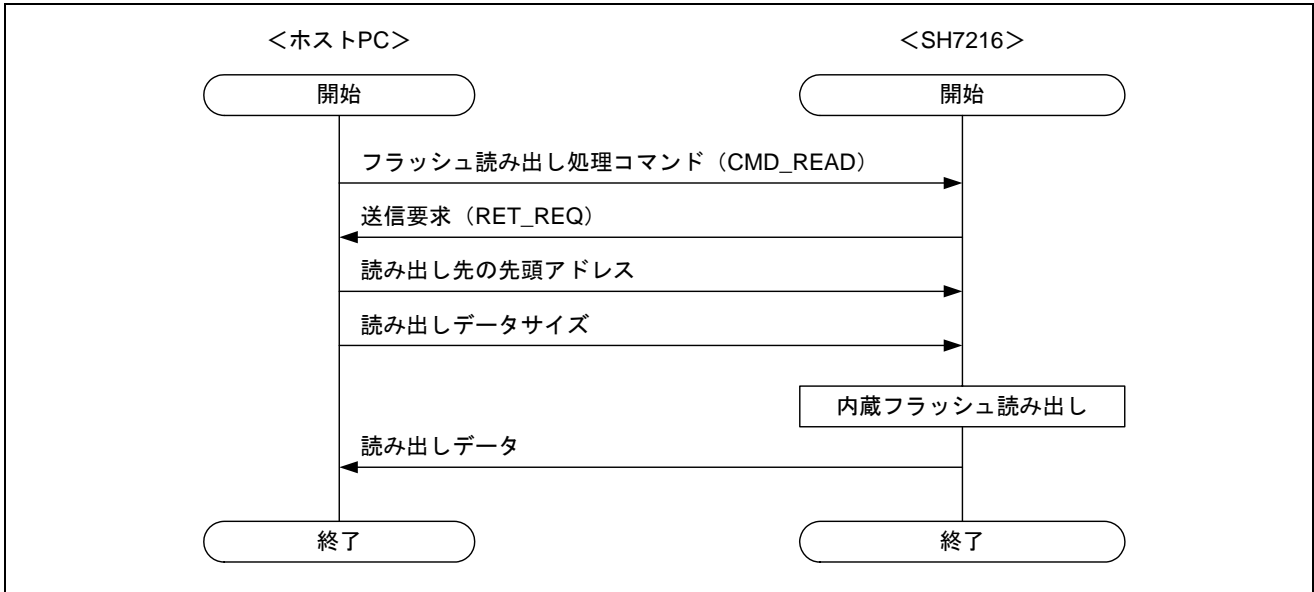 ＜ホストPC＞
＜SH7216＞
開始
開始
フラッシュ読み出し処理コマンド（CMD_READ）
送信要求（RET_REQ）
読み出し先の先頭アドレス
読み出しデータサイズ
内蔵フラッシュ読み出し
読み出しデータ
終了
終了